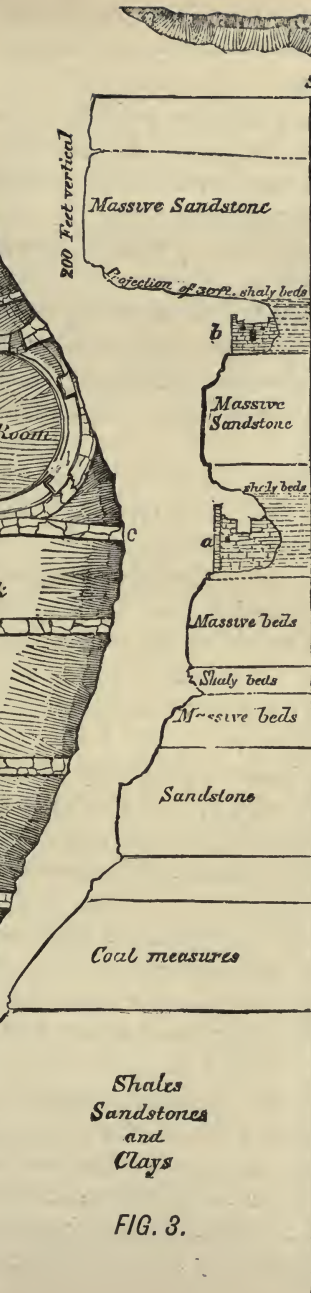 200 Feet vertical
Massive Sandstone
Projection of 30ft. shaly beds
b
Massive
Sandstone
Room
shaly beds
c
a
Massive beds
Shaly beds
Massive beds
Sandstone
Coal measures
Shales
Sandstones
and
Clays
FIG. 3.